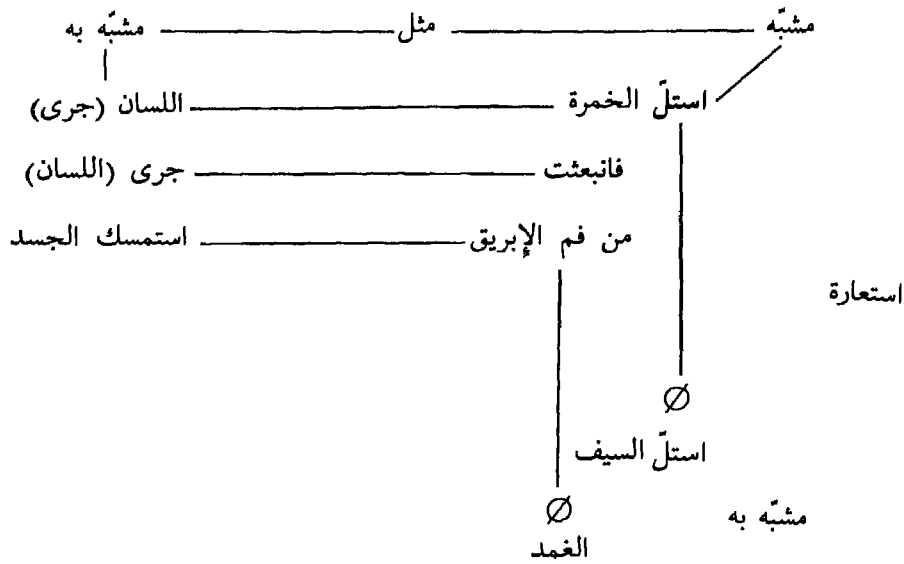 مشبّه مثل مشبّه به
استلّ الخمرة اللسان (جرى)
فانبعثت جرى (اللسان)
من فم الإبريق استمسك الجسد
استعارة
∅
استلّ السيف
∅ مشبّه به
الغمد